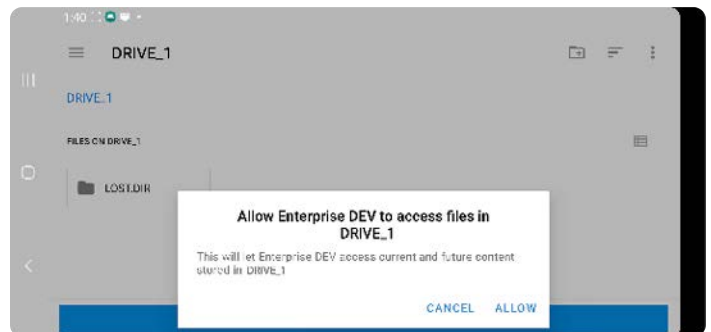 1:40
DRIVE_1
DRIVE_1
FILES ON DRIVE_1
LOST.DIR
Allow Enterprise DEV to access files in
DRIVE_1
This will let Enterprise DEV access current and future content
stored in DRIVE_1
CANCEL ALLOW